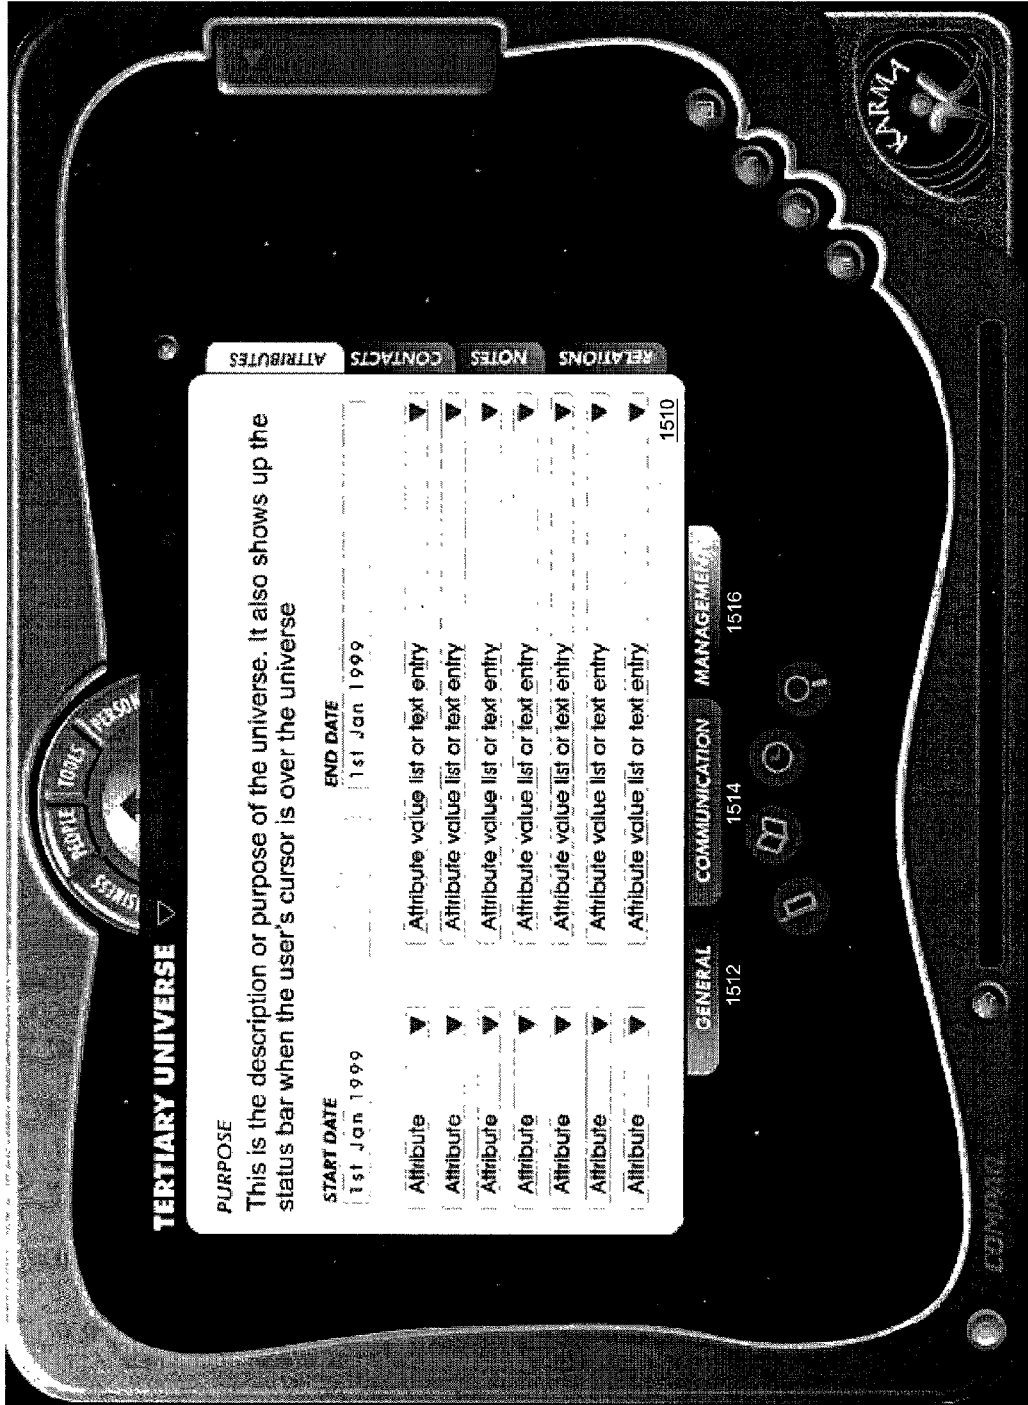 KARMA
PEOPLE
TOOLS
TERTIARY UNIVERSE
PURPOSE
This is the description or purpose of the universe. It also shows up the
status bar when the user's cursor is over the universe
START DATE
END DATE
1st Jan 1999
1st Jan 1999
Attribute
Attribute value list or text entry
Attribute
Attribute value list or text entry
Attribute
Attribute value list or text entry
Attribute
Attribute value list or text entry
Attribute
Attribute value list or text entry
Attribute
Attribute value list or text entry
Attribute
Attribute value list or text entry
1510
ATTRIBUTES
CONTACTS
NOTES
RELATIONS
GENERAL
COMMUNICATION
MANAGEMENT
1512
1514
1516
COMPAQ